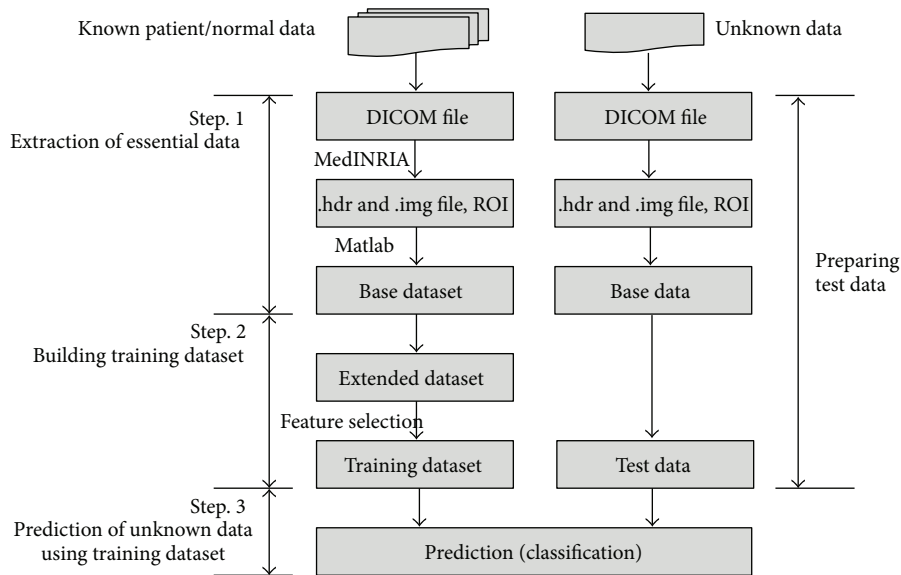 Known patient/normal data
Unknown data
Step. 1
Extraction of essential data
DICOM file
DICOM file
MedINRIA
.hdr and .img file, ROI
.hdr and .img file, ROI
Matlab
Preparing
test data
Base dataset
Base data
Step. 2
Building training dataset
Extended dataset
Feature selection
Training dataset
Test data
Step. 3
Prediction of unknown data
using training dataset
Prediction (classification)